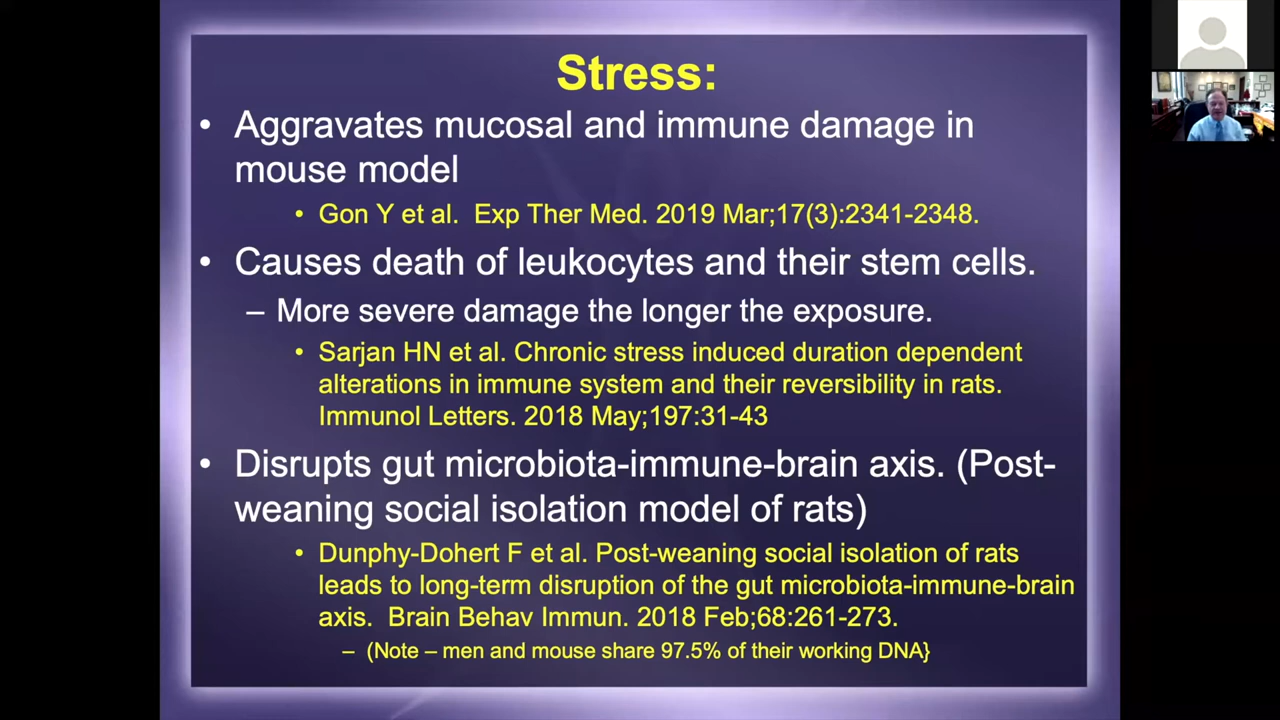 Stress:
• Aggravates mucosal and immune damage in
mouse model
• Gon Y et al.  Exp Ther Med. 2019 Mar;17(3):2341-2348.
• Causes death of leukocytes and their stem cells.
– More severe damage the longer the exposure.
• Sarjan HN et al. Chronic stress induced duration dependent
alterations in immune system and their reversibility in rats.
Immunol Letters. 2018 May;197:31-43
• Disrupts gut microbiota-immune-brain axis. (Post-
weaning social isolation model of rats)
• Dunphy-Dohert F et al. Post-weaning social isolation of rats
leads to long-term disruption of the gut microbiota-immune-brain
axis.  Brain Behav Immun. 2018 Feb;68:261-273.
– (Note – men and mouse share 97.5% of their working DNA}